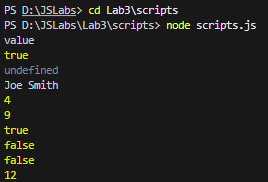 PS D:\JSLabs> cd Lab3\scripts
PS D:\JSLabs\Lab3\scripts> node scripts.js
value
true
undefined
Joe Smith
4
9
true
false
false
12